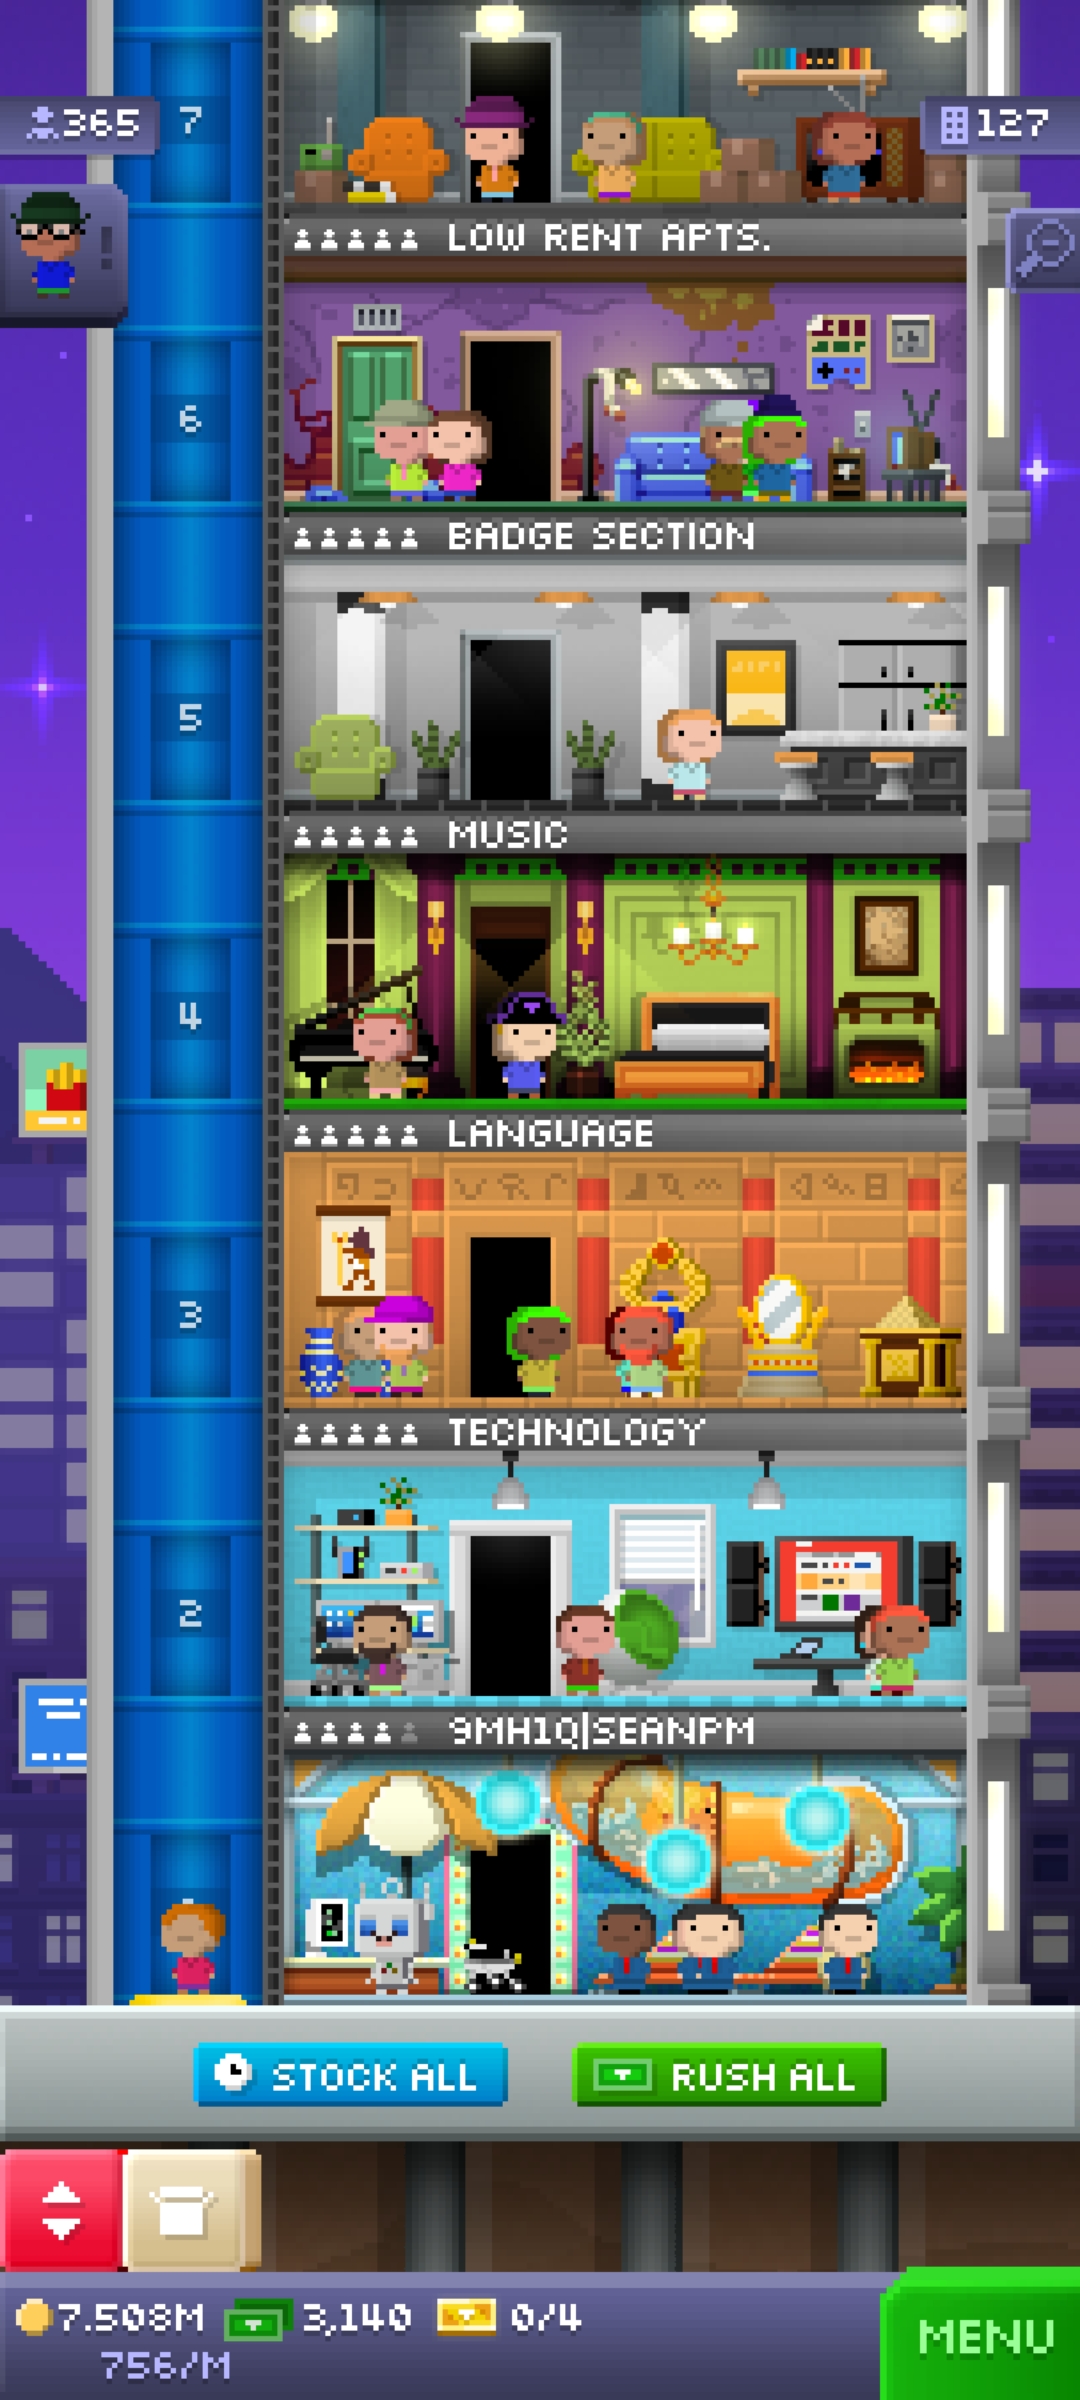 365
7
127
!
LOW RENT APTS.
6
BADGE SECTION
5
MUSIC
4
LANGUAGE
3
TECHNOLOGY
2
9MH1Q|SEANPM
STOCK ALL
RUSH ALL
7.508M
3,140
0/4
756/M
MENU